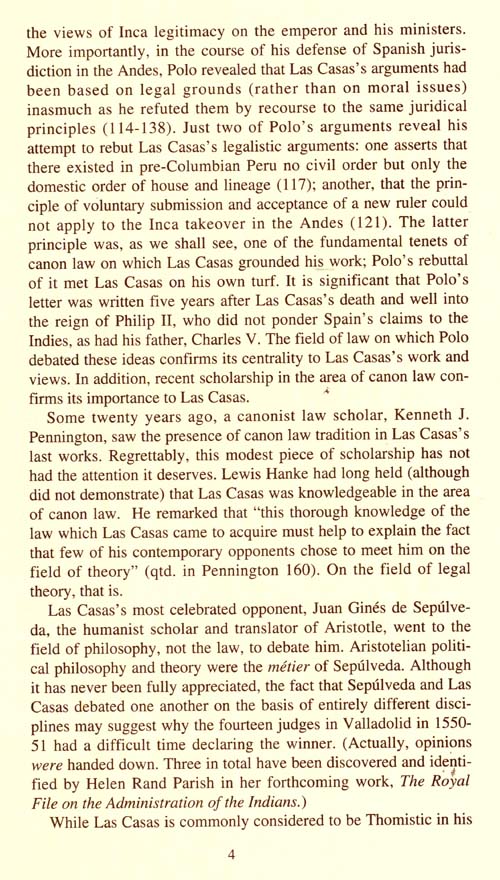 the views of Inca legitimacy on the emperor and his ministers.
More importantly, in the course of his defense of Spanish juris-
diction in the Andes, Polo revealed that Las Casas's arguments had
been based on legal grounds (rather than on moral issues)
inasmuch as he refuted them by recourse to the same juridical
principles (114-138). Just two of Polo's arguments reveal his
attempt to rebut Las Casas's legalistic arguments: one asserts that
there existed in pre-Columbian Peru no civil order but only the
domestic order of house and lineage (117); another, that the prin-
ciple of voluntary submission and acceptance of a new ruler could
not apply to the Inca takeover in the Andes (121). The latter
principle was, as we shall see, one of the fundamental tenets of
canon law on which Las Casas grounded his work; Polo's rebuttal
of it met Las Casas on his own turf. It is significant that Polo's
letter was written five years after Las Casas's death and well into
the reign of Philip II, who did not ponder Spain's claims to the
Indies, as had his father, Charles V. The field of law on which Polo
debated these ideas confirms its centrality to Las Casas's work and
views. In addition, recent scholarship in the area of canon law con-
firms its importance to Las Casas.
Some twenty years ago, a canonist law scholar, Kenneth J.
Pennington, saw the presence of canon law tradition in Las Casas's
last works. Regrettably, this modest piece of scholarship has not
had the attention it deserves. Lewis Hanke had long held (although
did not demonstrate) that Las Casas was knowledgeable in the area
of canon law. He remarked that “this thorough knowledge of the
law which Las Casas came to acquire must help to explain the fact
that few of his contemporary opponents chose to meet him on the
field of theory” (qtd. in Pennington 160). On the field of legal
theory, that is.
Las Casas's most celebrated opponent, Juan Ginés de Sepúlve-
da, the humanist scholar and translator of Aristotle, went to the
field of philosophy, not the law, to debate him. Aristotelian politi-
cal philosophy and theory were the métier of Sepúlveda. Although
it has never been fully appreciated, the fact that Sepúlveda and Las
Casas debated one another on the basis of entirely different disci-
plines may suggest why the fourteen judges in Valladolid in 1550-
51 had a difficult time declaring the winner. (Actually, opinions
were handed down. Three in total have been discovered and identi-
fied by Helen Rand Parish in her forthcoming work, The Royal
File on the Administration of the Indians.)
While Las Casas is commonly considered to be Thomistic in his
4